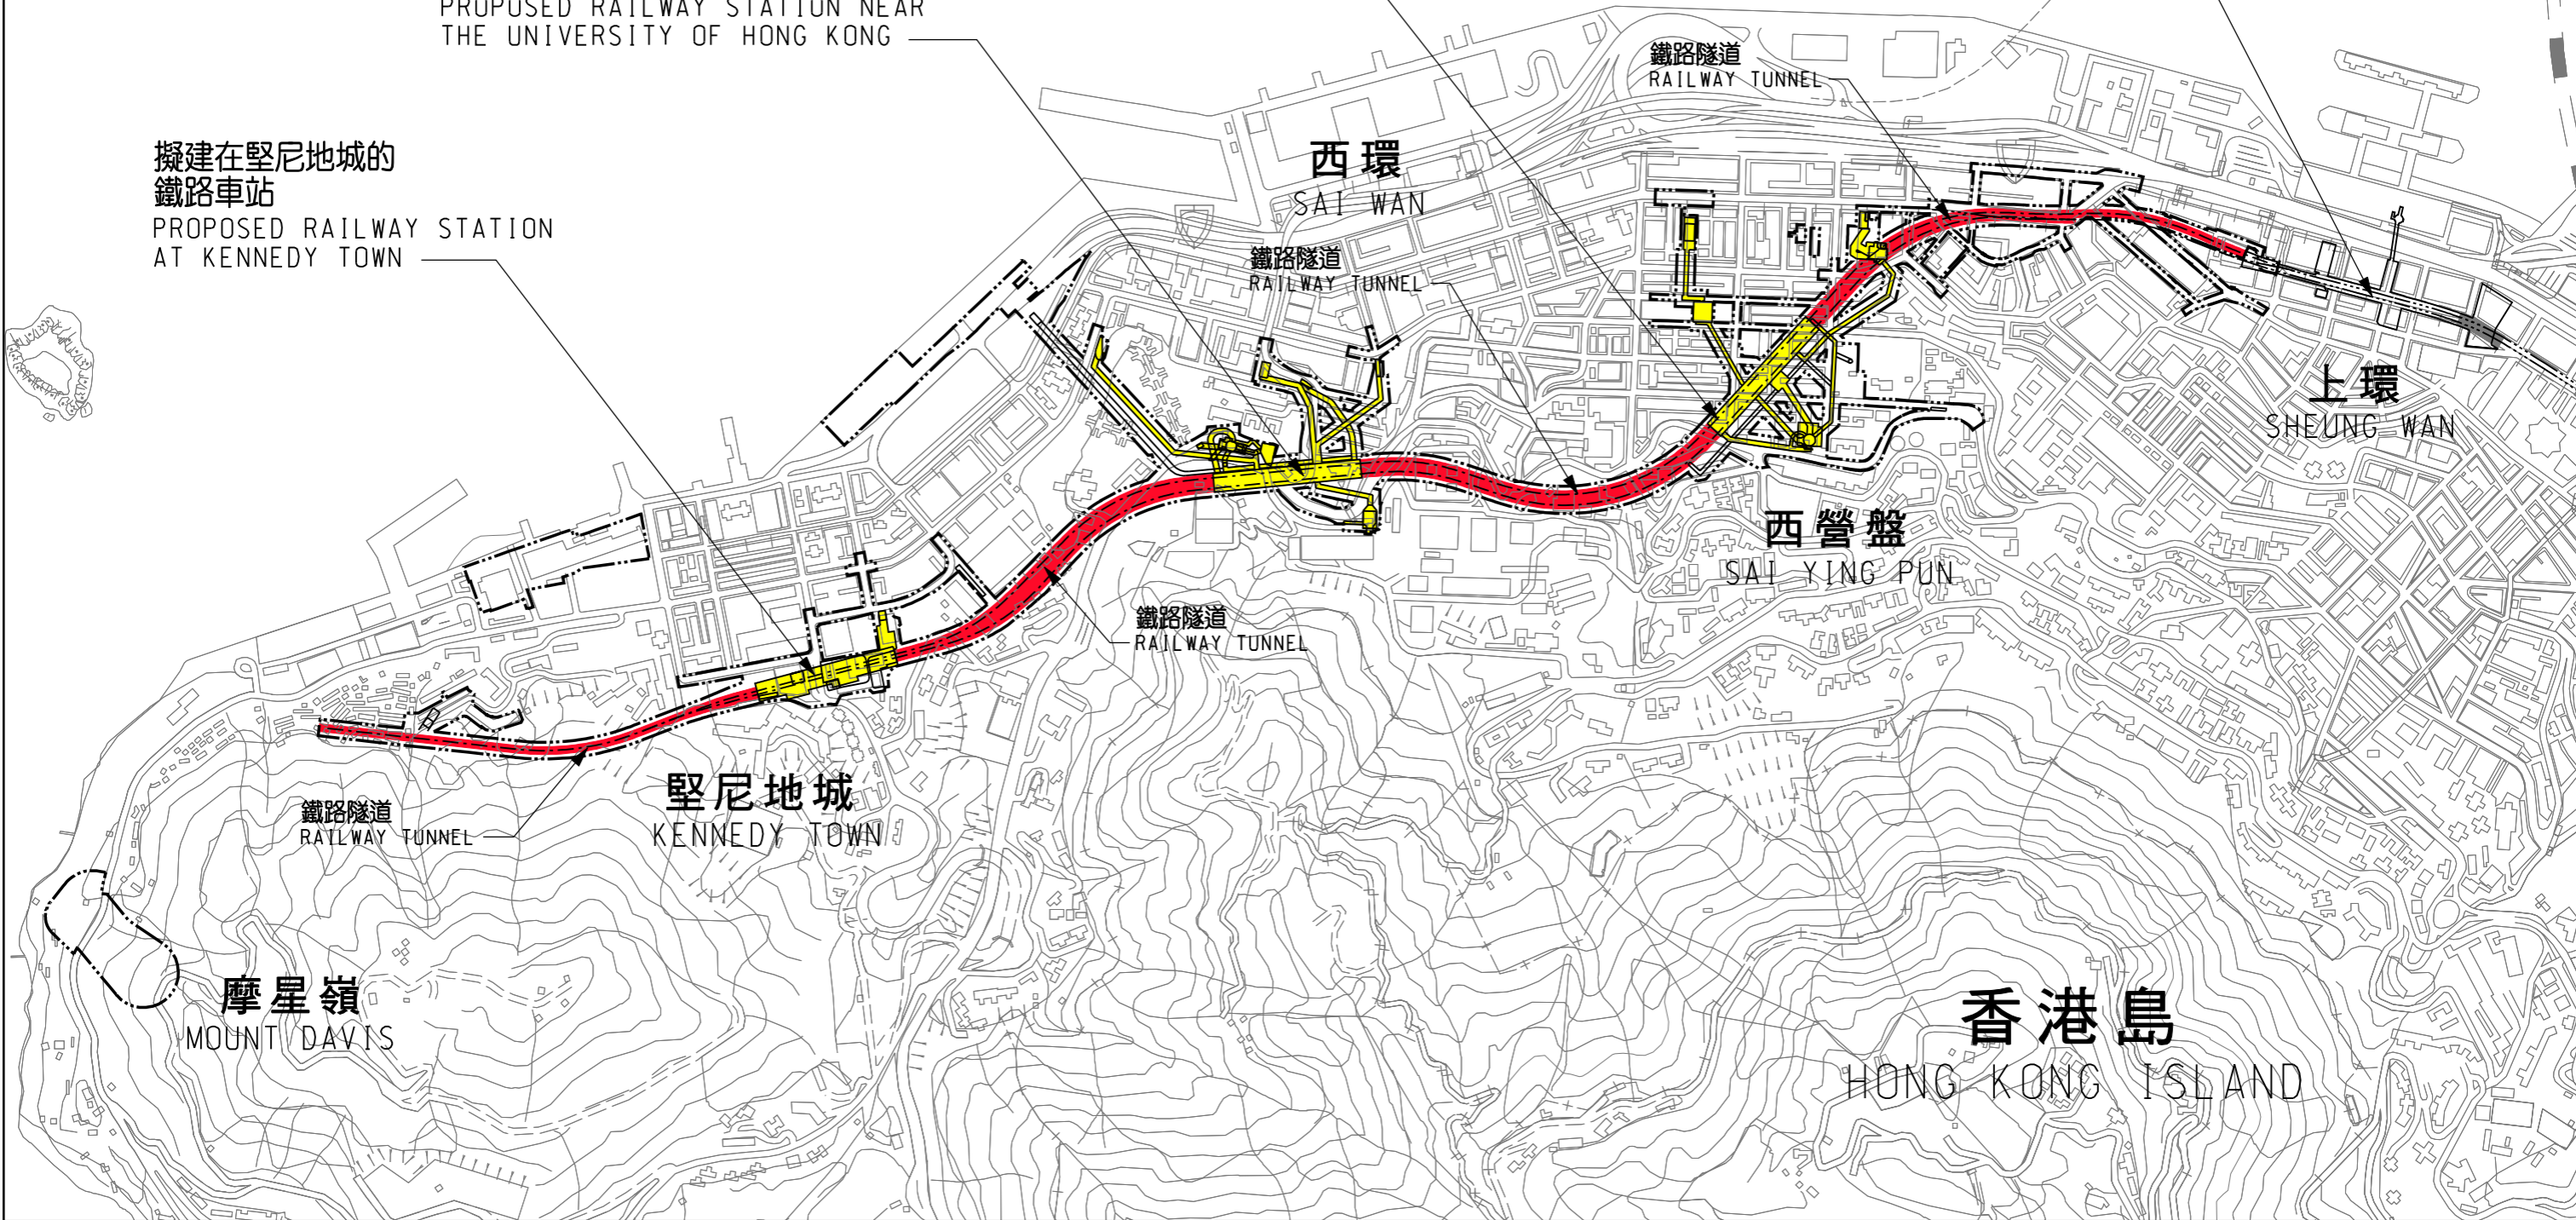 PROPOSED RAILWAY STATION NEAR
THE UNIVERSITY OF HONG KONG
鐵路隧道
RAILWAY TUNNEL
擬建在堅尼地城的
鐵路車站
PROPOSED RAILWAY STATION
AT KENNEDY TOWN
西環
SAI WAN
鐵路隧道
RAILWAY TUNNEL
上環
SHEUNG WAN
西營盤
SAI YING PUN
鐵路隧道
RAILWAY TUNNEL
堅尼地城
KENNEDY TOWN
鐵路隧道
RAILWAY TUNNEL
摩星嶺
MOUNT DAVIS
香港島
HONG KONG ISLAND